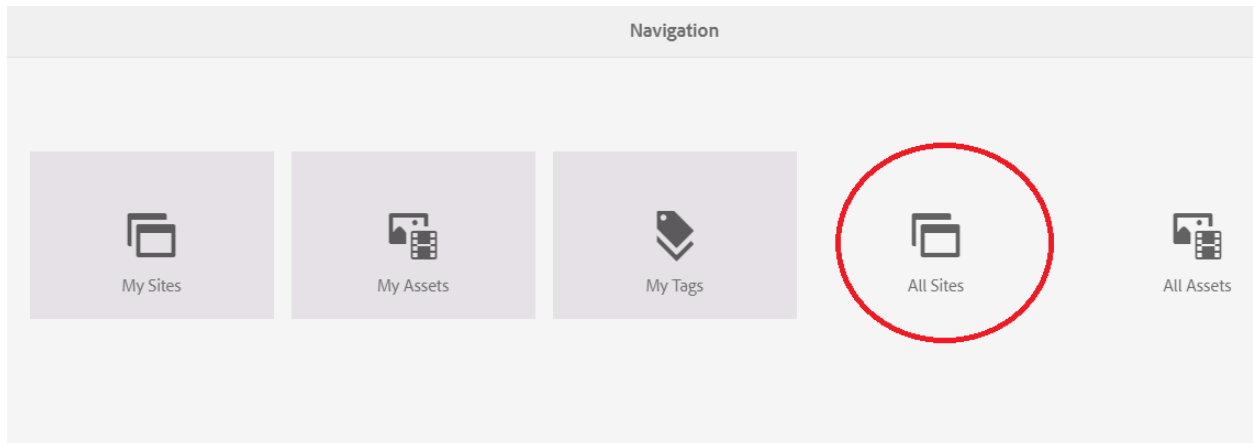 Navigation
My Sites
My Assets
My Tags
All Sites
All Assets